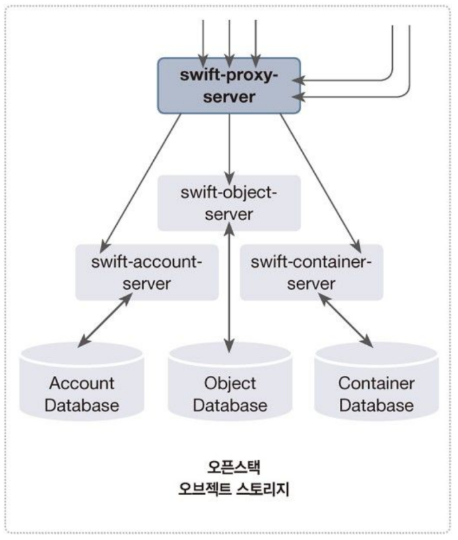 swift-proxy-
server
swift-object-
server
swift-account-
server
swift-container-
server
Account
Database
Object
Database
Container
Database
오픈스택
오브젝트 스토리지